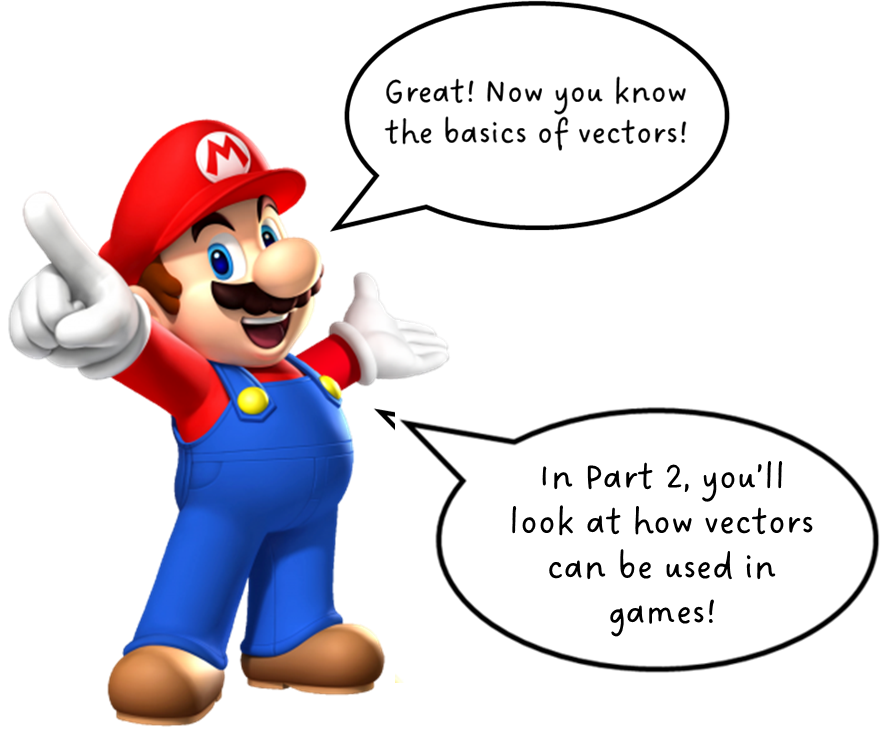 Great! Now you know
the basics of vectors!
M
In Part 2, you'll
look at how vectors
can be used in
games!